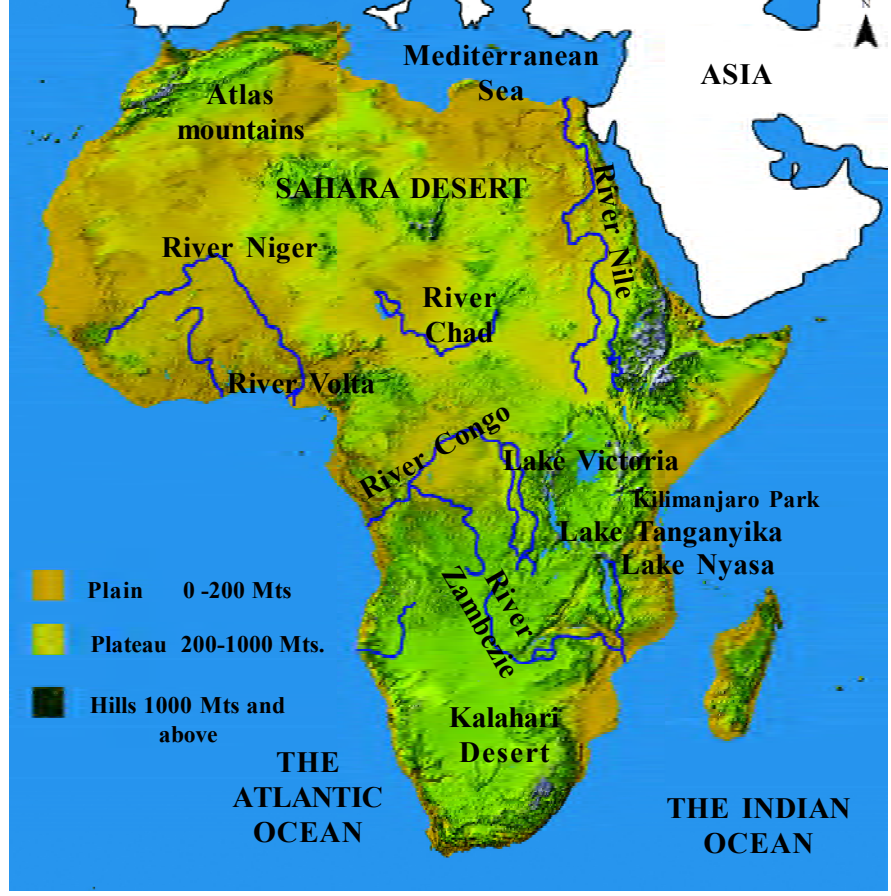 N
Mediterranean
Sea
ASIA
Atlas
mountains
SAHARA DESERT
River Nile
River Niger
River
Chad
River Volta
River Congo
Lake Victoria
Kilimanjaro Park
Lake Tanganyika
Lake Nyasa
River
Zambezie
Plain 0 -200 Mts
Plateau 200-1000 Mts.
Hills 1000 Mts and
above
Kalahari
Desert
THE
ATLANTIC
OCEAN
THE INDIAN
OCEAN